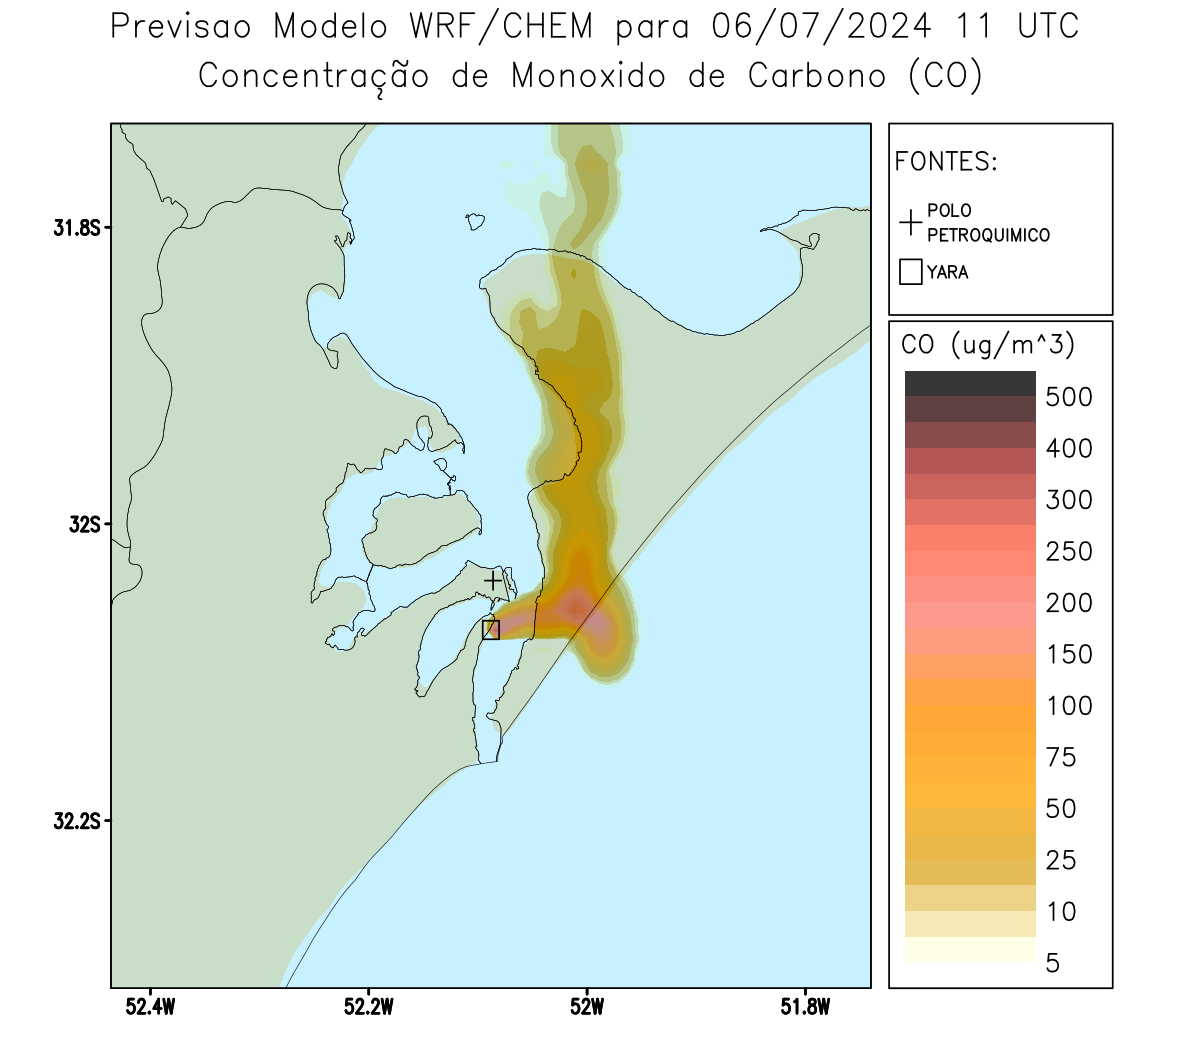 Previsao Modelo WRF/CHEM para 06/07/2024 11 UTC
Concentração de Monoxido de Carbono (CO)
FONTES:
POLO
PETROQUIMICO
YARA
CO (ug/m^3)
500
400
300
250
200
150
100
75
50
25
10
5
31.8S
32S
32.2S
52.4W
52.2W
52W
51.8W